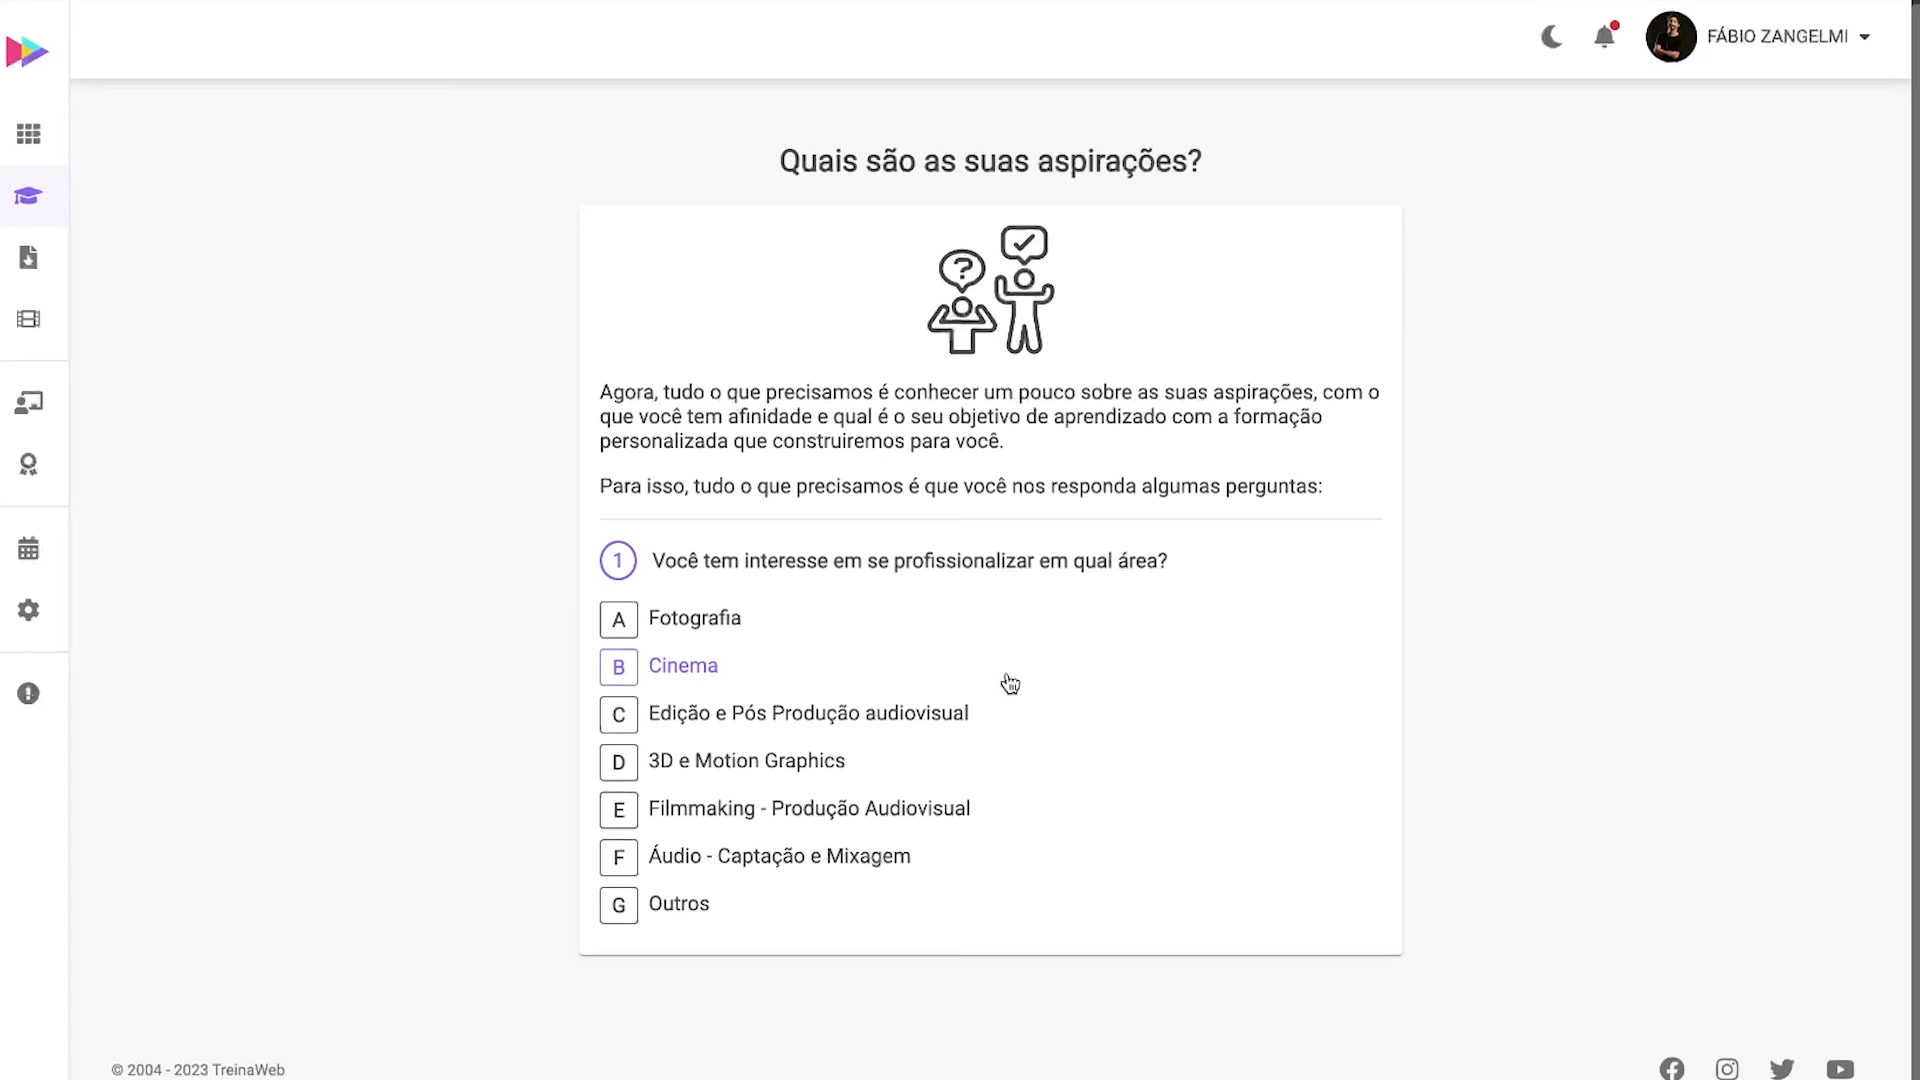 FÁBIO ZANGELMI
Quais são as suas aspirações?
?
Agora, tudo o que precisamos é conhecer um pouco sobre as suas aspirações, com o
que você tem afinidade e qual é o seu objetivo de aprendizado com a formação
personalizada que construiremos para você.
Para isso, tudo o que precisamos é que você nos responda algumas perguntas:
1 Você tem interesse em se profissionalizar em qual área?
A Fotografia
B Cinema
C Edição e Pós Produção audiovisual
D 3D e Motion Graphics
E Filmmaking - Produção Audiovisual
F Áudio - Captação e Mixagem
G Outros
© 2004 - 2023 TreinaWeb